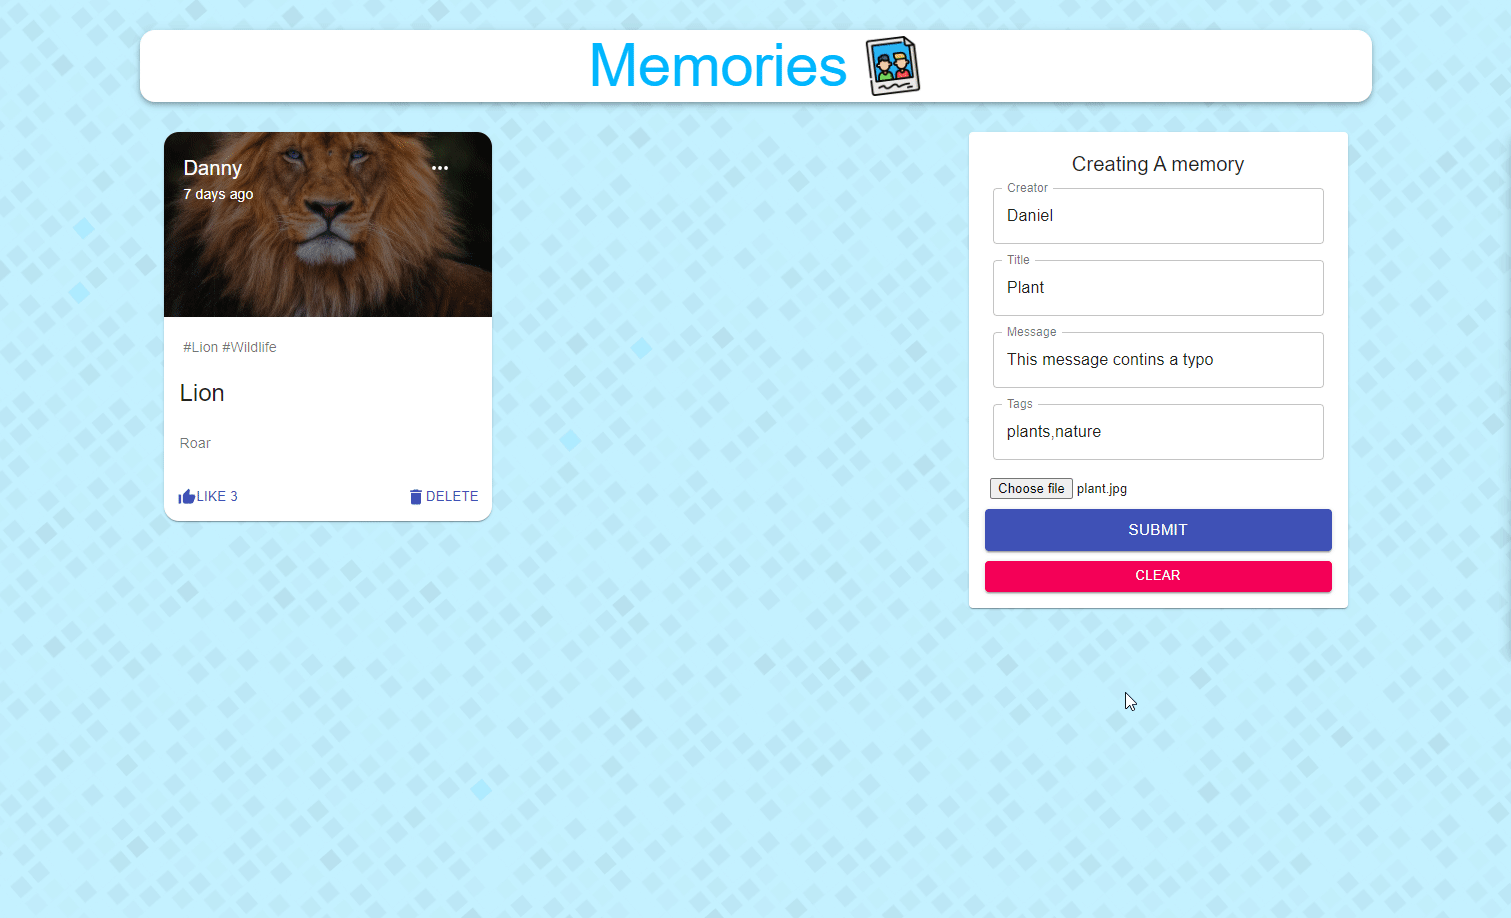 Memories
Danny
7 days ago
#Lion #Wildlife
Lion
Roar
LIKE 3
DELETE
Creating A memory
Creator
Daniel
Title
Plant
Message
This message contins a typo
Tags
plants,nature
Choose file plant.jpg
SUBMIT
CLEAR